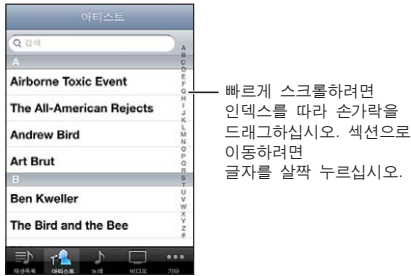 아티스트
검색
A
Airborne Toxic Event
The All-American Rejects
Andrew Bird
Art Brut
B
Ben Kweller
The Bird and the Bee
A
B
C
D
E
F
G
H
I
J
K
L
M
N
O
P
Q
R
S
T
U
V
W
X
Y
Z
#
재생목록 아티스트 노래 비디오 기타
빠르게 스크롤하려면
인덱스를 따라 손가락을
드래그하십시오. 섹션으로
이동하려면
글자를 살짝 누르십시오.